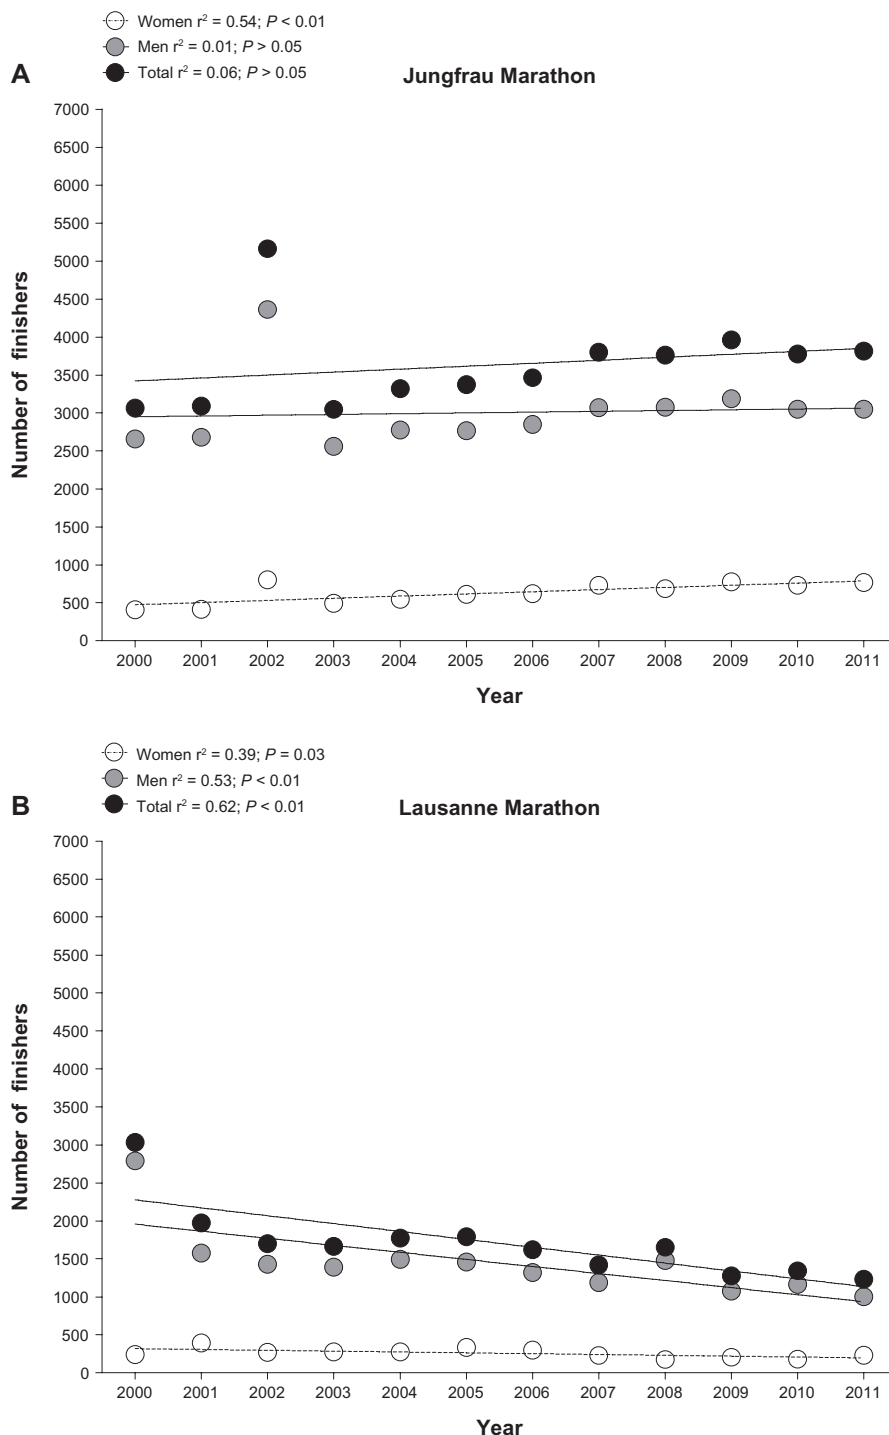 Women r² = 0.54; P < 0.01
Men r² = 0.01; P > 0.05
Total r² = 0.06; P > 0.05
A
Jungfrau Marathon
7000
6500
6000
5500
5000
4500
4000
3500
3000
2500
2000
1500
1000
500
0
Number of finishers
2000 2001 2002 2003 2004 2005 2006 2007 2008 2009 2010 2011
Year
Women r² = 0.39; P = 0.03
Men r² = 0.53; P < 0.01
Total r² = 0.62; P < 0.01
B
Lausanne Marathon
7000
6500
6000
5500
5000
4500
4000
3500
3000
2500
2000
1500
1000
500
0
Number of finishers
2000 2001 2002 2003 2004 2005 2006 2007 2008 2009 2010 2011
Year